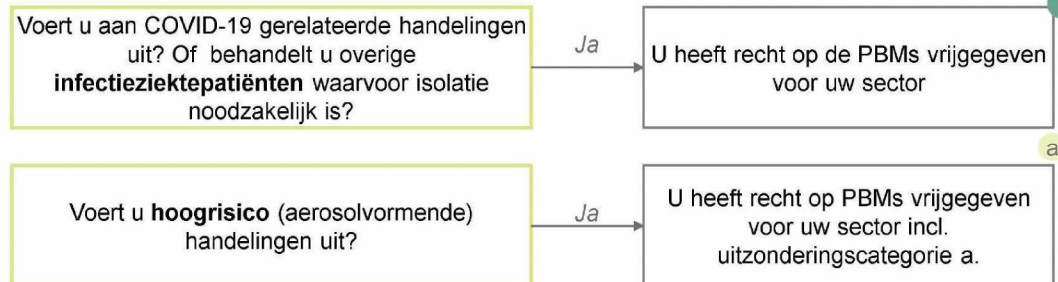 Voert u aan COVID-19 gerelateerde handelingen
uit? Of behandelt u overige
infectieziektepatiënten waarvoor isolatie
noodzakelijk is?
Ja
U heeft recht op de PBMs vrijgegeven
voor uw sector
a
Voert u hoogrisico (aerosolvormende)
handelingen uit?
Ja
U heeft recht op PBMs vrijgegeven
voor uw sector incl.
uitzonderingscategorie a.